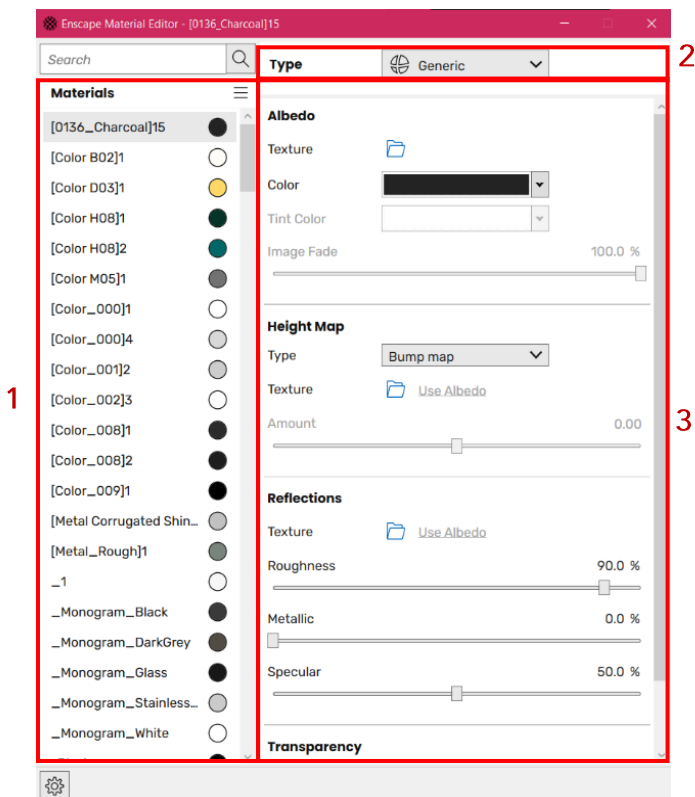 Enscape Material Editor - [0136_Charcoal]15
Search
Type
Generic
2
Materials
[0136_Charcoal]15
[Color B02]1
[Color D03]1
[Color H08]1
[Color H08]2
[Color M05]1
[Color_000]1
[Color_000]4
[Color_001]2
[Color_002]3
[Color_008]1
[Color_008]2
[Color_009]1
[Metal Corrugated Shin...
[Metal_Rough]1
_1
_Monogram_Black
_Monogram_DarkGrey
_Monogram_Glass
_Monogram_Stainless...
_Monogram_White
1
Albedo
Texture
Color
Tint Color
Image Fade 100.0 %
Height Map
Type Bump map
Texture Use Albedo
Amount 0.00
3
Reflections
Texture Use Albedo
Roughness 90.0 %
Metallic 0.0 %
Specular 50.0 %
Transparency